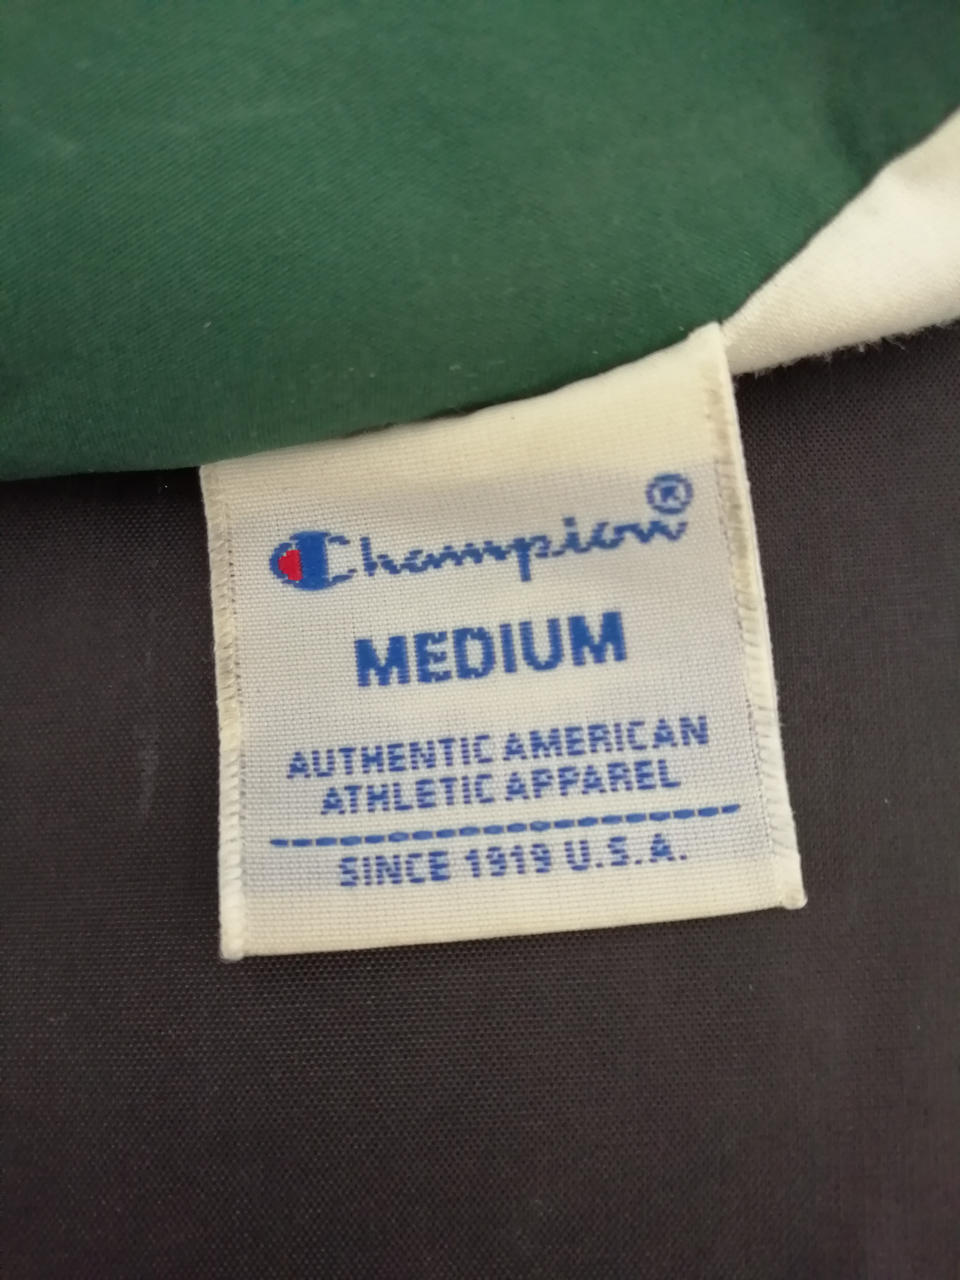 Champion®
MEDIUM
AUTHENTIC AMERICAN
ATHLETIC APPAREL
SINCE 1919 U.S.A.